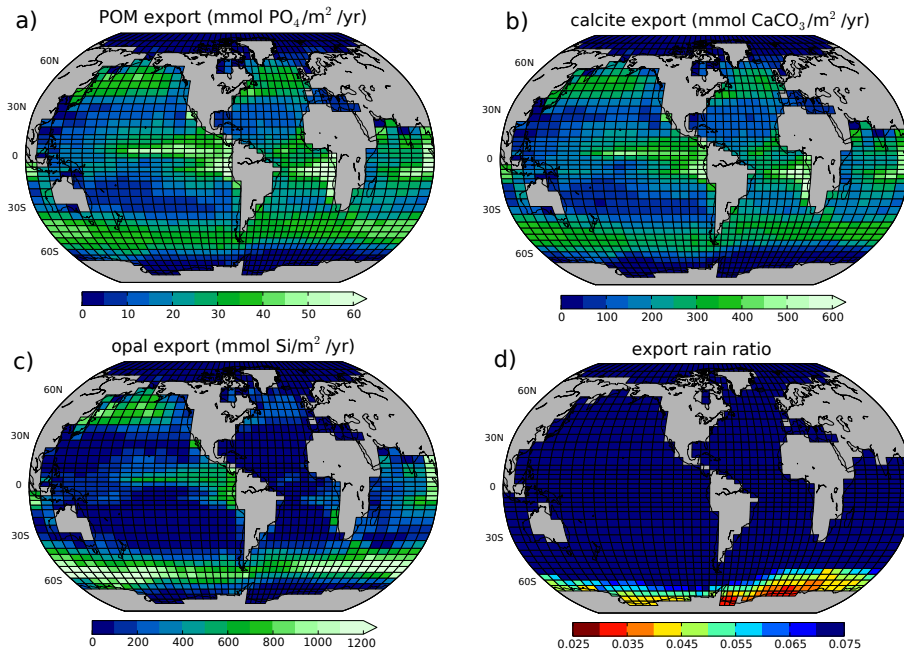 a) POM export (mmol PO₄/m² /yr)
60N
30N
0
30S
60S
0 10 20 30 40 50 60
b) calcite export (mmol CaCO₃/m² /yr)
60N
30N
0
30S
60S
0 100 200 300 400 500 600
c) opal export (mmol Si/m² /yr)
60N
30N
0
30S
60S
0 200 400 600 800 1000 1200
d) export rain ratio
60N
30N
0
30S
60S
0.025 0.035 0.045 0.055 0.065 0.075